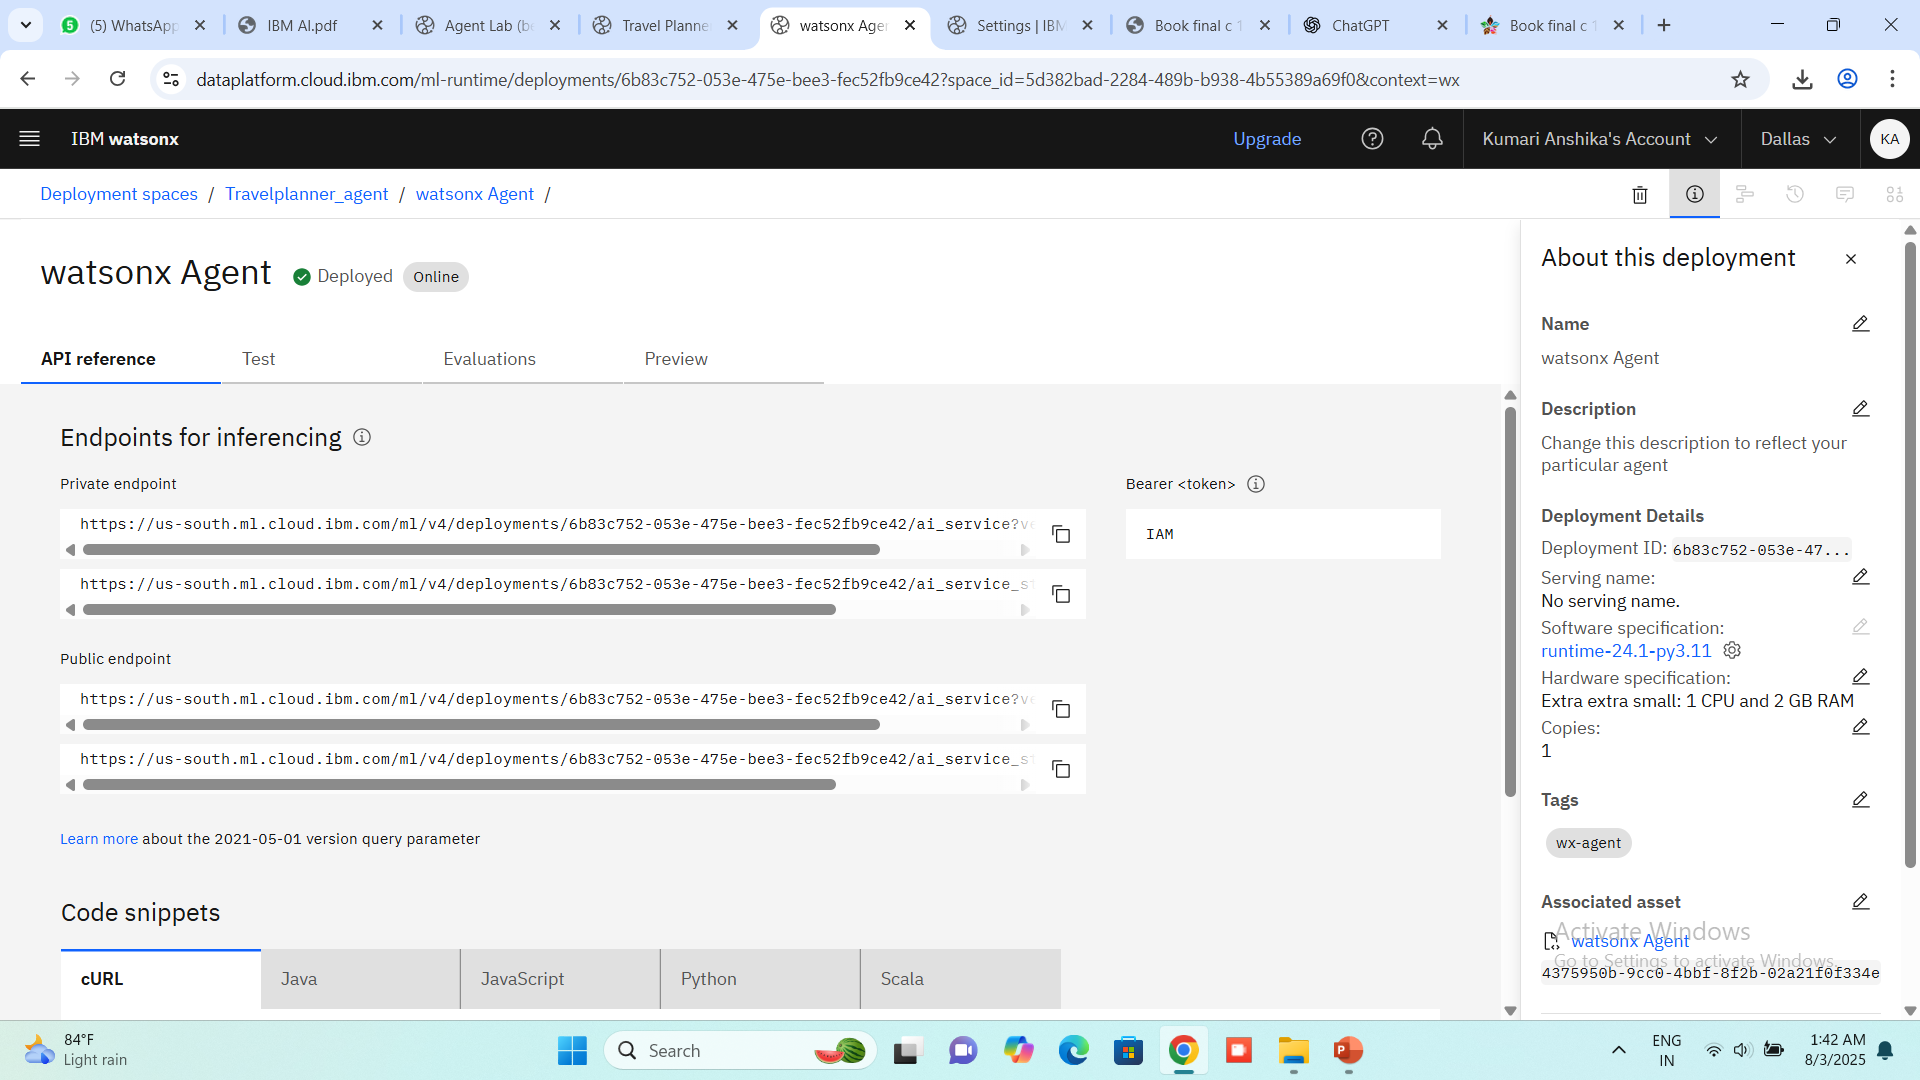 (5) WhatsApp
IBM AI.pdf
Agent Lab (be
Travel Planne
watsonx Agen
Settings | IBM
Book final c 1
ChatGPT
Book final c 1
dataplatform.cloud.ibm.com/ml-runtime/deployments/6b83c752-053e-475e-bee3-fec52fb9ce42?space_id=5d382bad-2284-489b-b938-4b55389a69f0&context=wx
IBM watsonx
Upgrade
Kumari Anshika's Account
Dallas
KA
Deployment spaces / Travelplanner_agent / watsonx Agent /
watsonx Agent
Deployed
Online
API reference
Test
Evaluations
Preview
Endpoints for inferencing
Private endpoint
https://us-south.ml.cloud.ibm.com/ml/v4/deployments/6b83c752-053e-475e-bee3-fec52fb9ce42/ai_service?ve
https://us-south.ml.cloud.ibm.com/ml/v4/deployments/6b83c752-053e-475e-bee3-fec52fb9ce42/ai_service_st
Bearer <token>
IAM
Public endpoint
https://us-south.ml.cloud.ibm.com/ml/v4/deployments/6b83c752-053e-475e-bee3-fec52fb9ce42/ai_service?ve
https://us-south.ml.cloud.ibm.com/ml/v4/deployments/6b83c752-053e-475e-bee3-fec52fb9ce42/ai_service_st
Learn more about the 2021-05-01 version query parameter
Code snippets
cURL
Java
JavaScript
Python
Scala
About this deployment
Name
watsonx Agent
Description
Change this description to reflect your
particular agent
Deployment Details
Deployment ID: 6b83c752-053e-47...
Serving name:
No serving name.
Software specification:
runtime-24.1-py3.11
Hardware specification:
Extra extra small: 1 CPU and 2 GB RAM
Copies:
1
Tags
wx-agent
Associated asset
watsonx Agent
4375950b-9cc0-4bbf-8f2b-02a21f0f334e
Activate Windows
Go to Settings to activate Windows.
84°F
Light rain
Search
ENG
IN
1:42 AM
8/3/2025